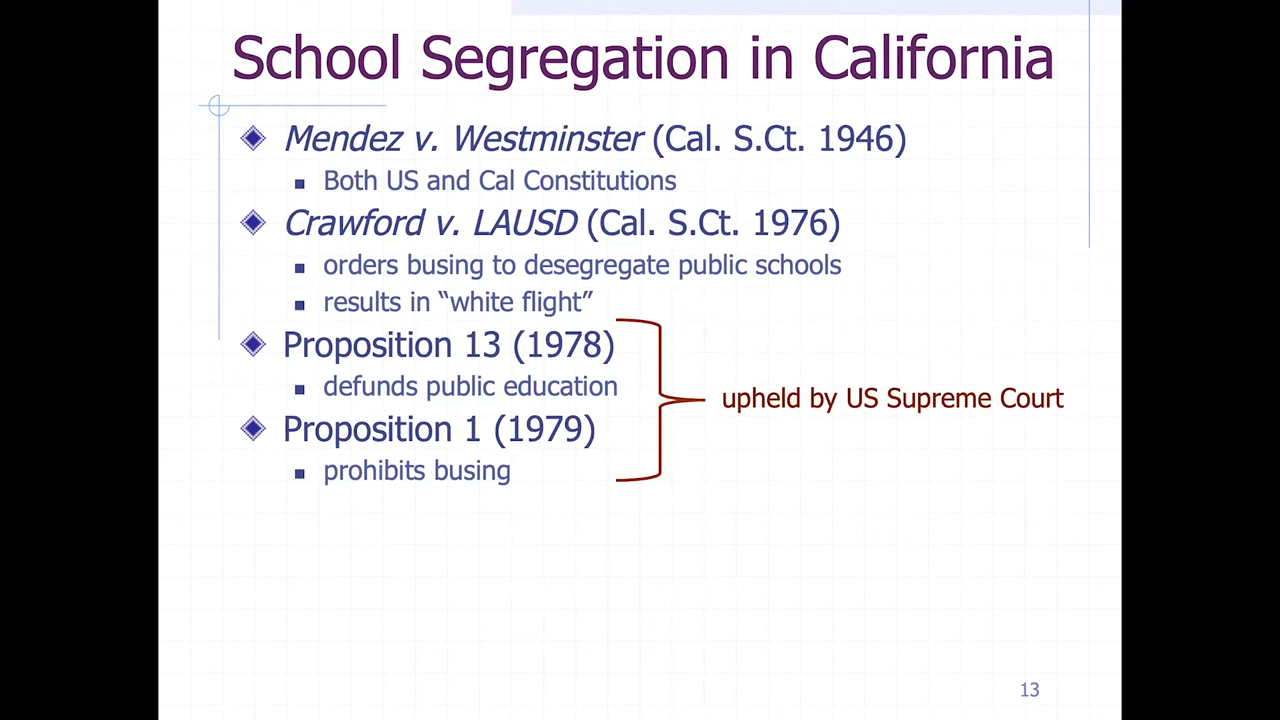 School Segregation in California
Mendez v. Westminster (Cal. S.Ct. 1946)
Both US and Cal Constitutions
Crawford v. LAUSD (Cal. S.Ct. 1976)
orders busing to desegregate public schools
results in “white flight”
Proposition 13 (1978)
defunds public education
upheld by US Supreme Court
Proposition 1 (1979)
prohibits busing
13